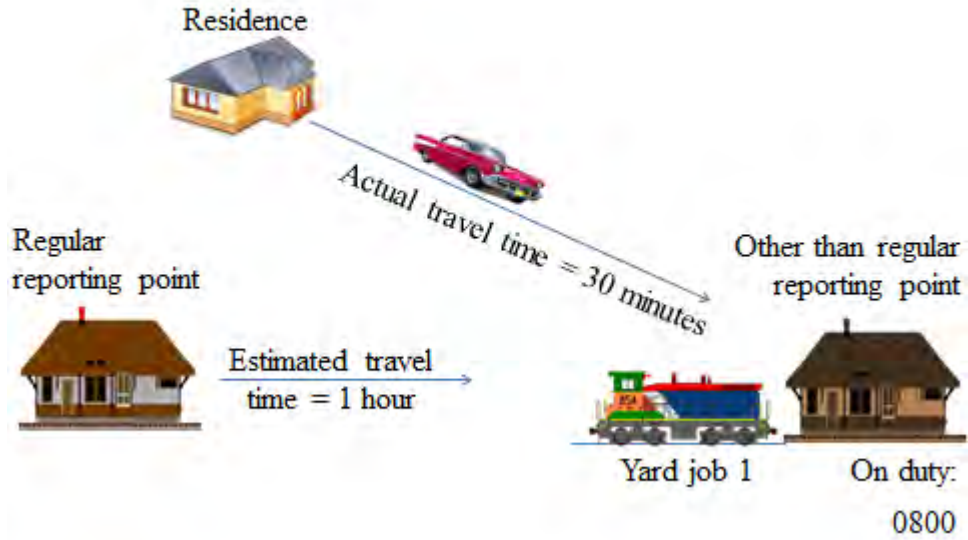 Residence
Actual travel time = 30 minutes
Regular
reporting point
Other than regular
reporting point
Estimated travel
time = 1 hour
Yard job 1
On duty:
0800